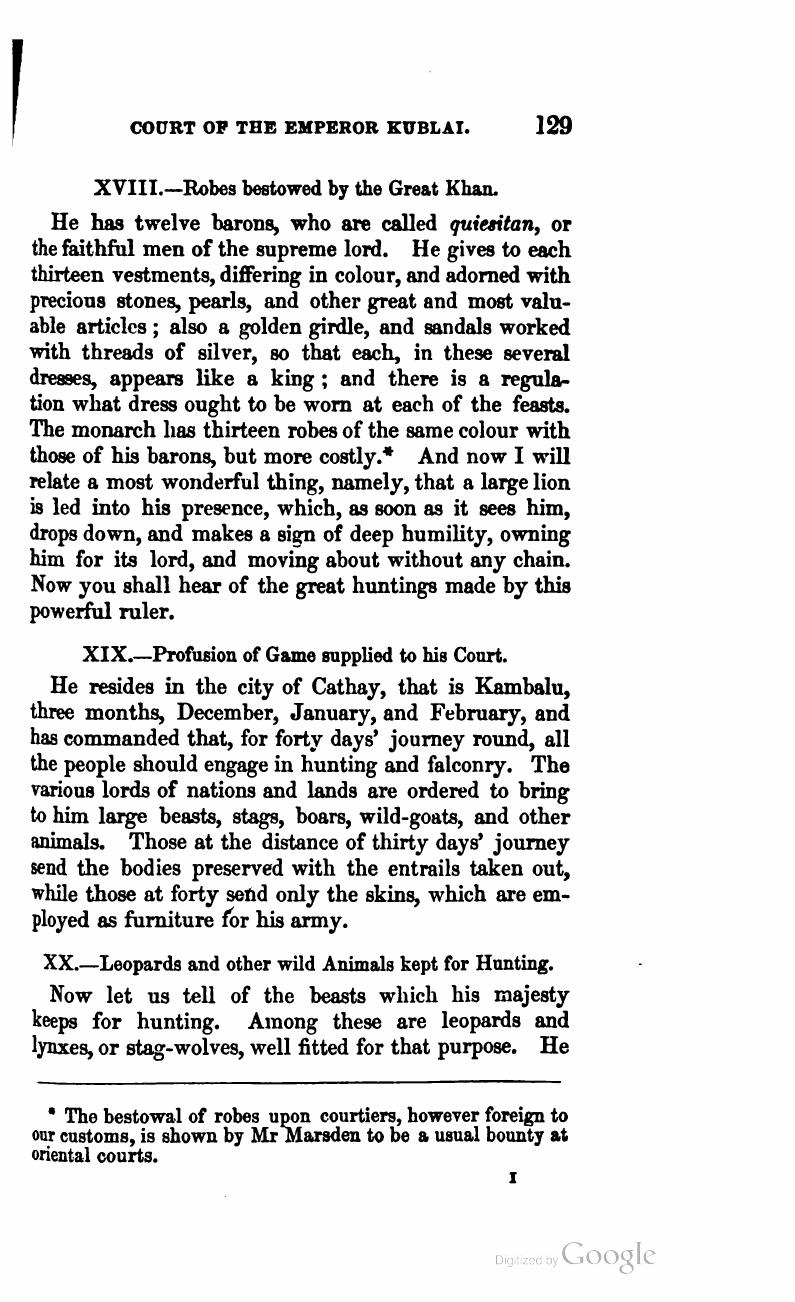 COURT OF THE EMPEROR KUBLAI. 129
XVIII.—Robes bestowed by the Great Khan.
He has twelve barons, who are called quiesitan, or
the faithful men of the supreme lord. He gives to each
thirteen vestments, differing in colour, and adorned with
precious stones, pearls, and other great and most valu-
able articles; also a golden girdle, and sandals worked
with threads of silver, so that each, in these several
dresses, appears like a king; and there is a regula-
tion what dress ought to be worn at each of the feasts.
The monarch has thirteen robes of the same colour with
those of his barons, but more costly.* And now I will
relate a most wonderful thing, namely, that a large lion
is led into his presence, which, as soon as it sees him,
drops down, and makes a sign of deep humility, owning
him for its lord, and moving about without any chain.
Now you shall hear of the great huntings made by this
powerful ruler.
XIX.—Profusion of Game supplied to his Court.
He resides in the city of Cathay, that is Kambalu,
three months, December, January, and February, and
has commanded that, for forty days' journey round, all
the people should engage in hunting and falconry. The
various lords of nations and lands are ordered to bring
to him large beasts, stags, boars, wild-goats, and other
animals. Those at the distance of thirty days' journey
send the bodies preserved with the entrails taken out,
while those at forty send only the skins, which are em-
ployed as furniture for his army.
XX.—Leopards and other wild Animals kept for Hunting.
Now let us tell of the beasts which his majesty
keeps for hunting. Among these are leopards and
lynxes, or stag-wolves, well fitted for that purpose. He
* The bestowal of robes upon courtiers, however foreign to
our customs, is shown by Mr Marsden to be a usual bounty at
oriental courts.
I
Digitized by Google